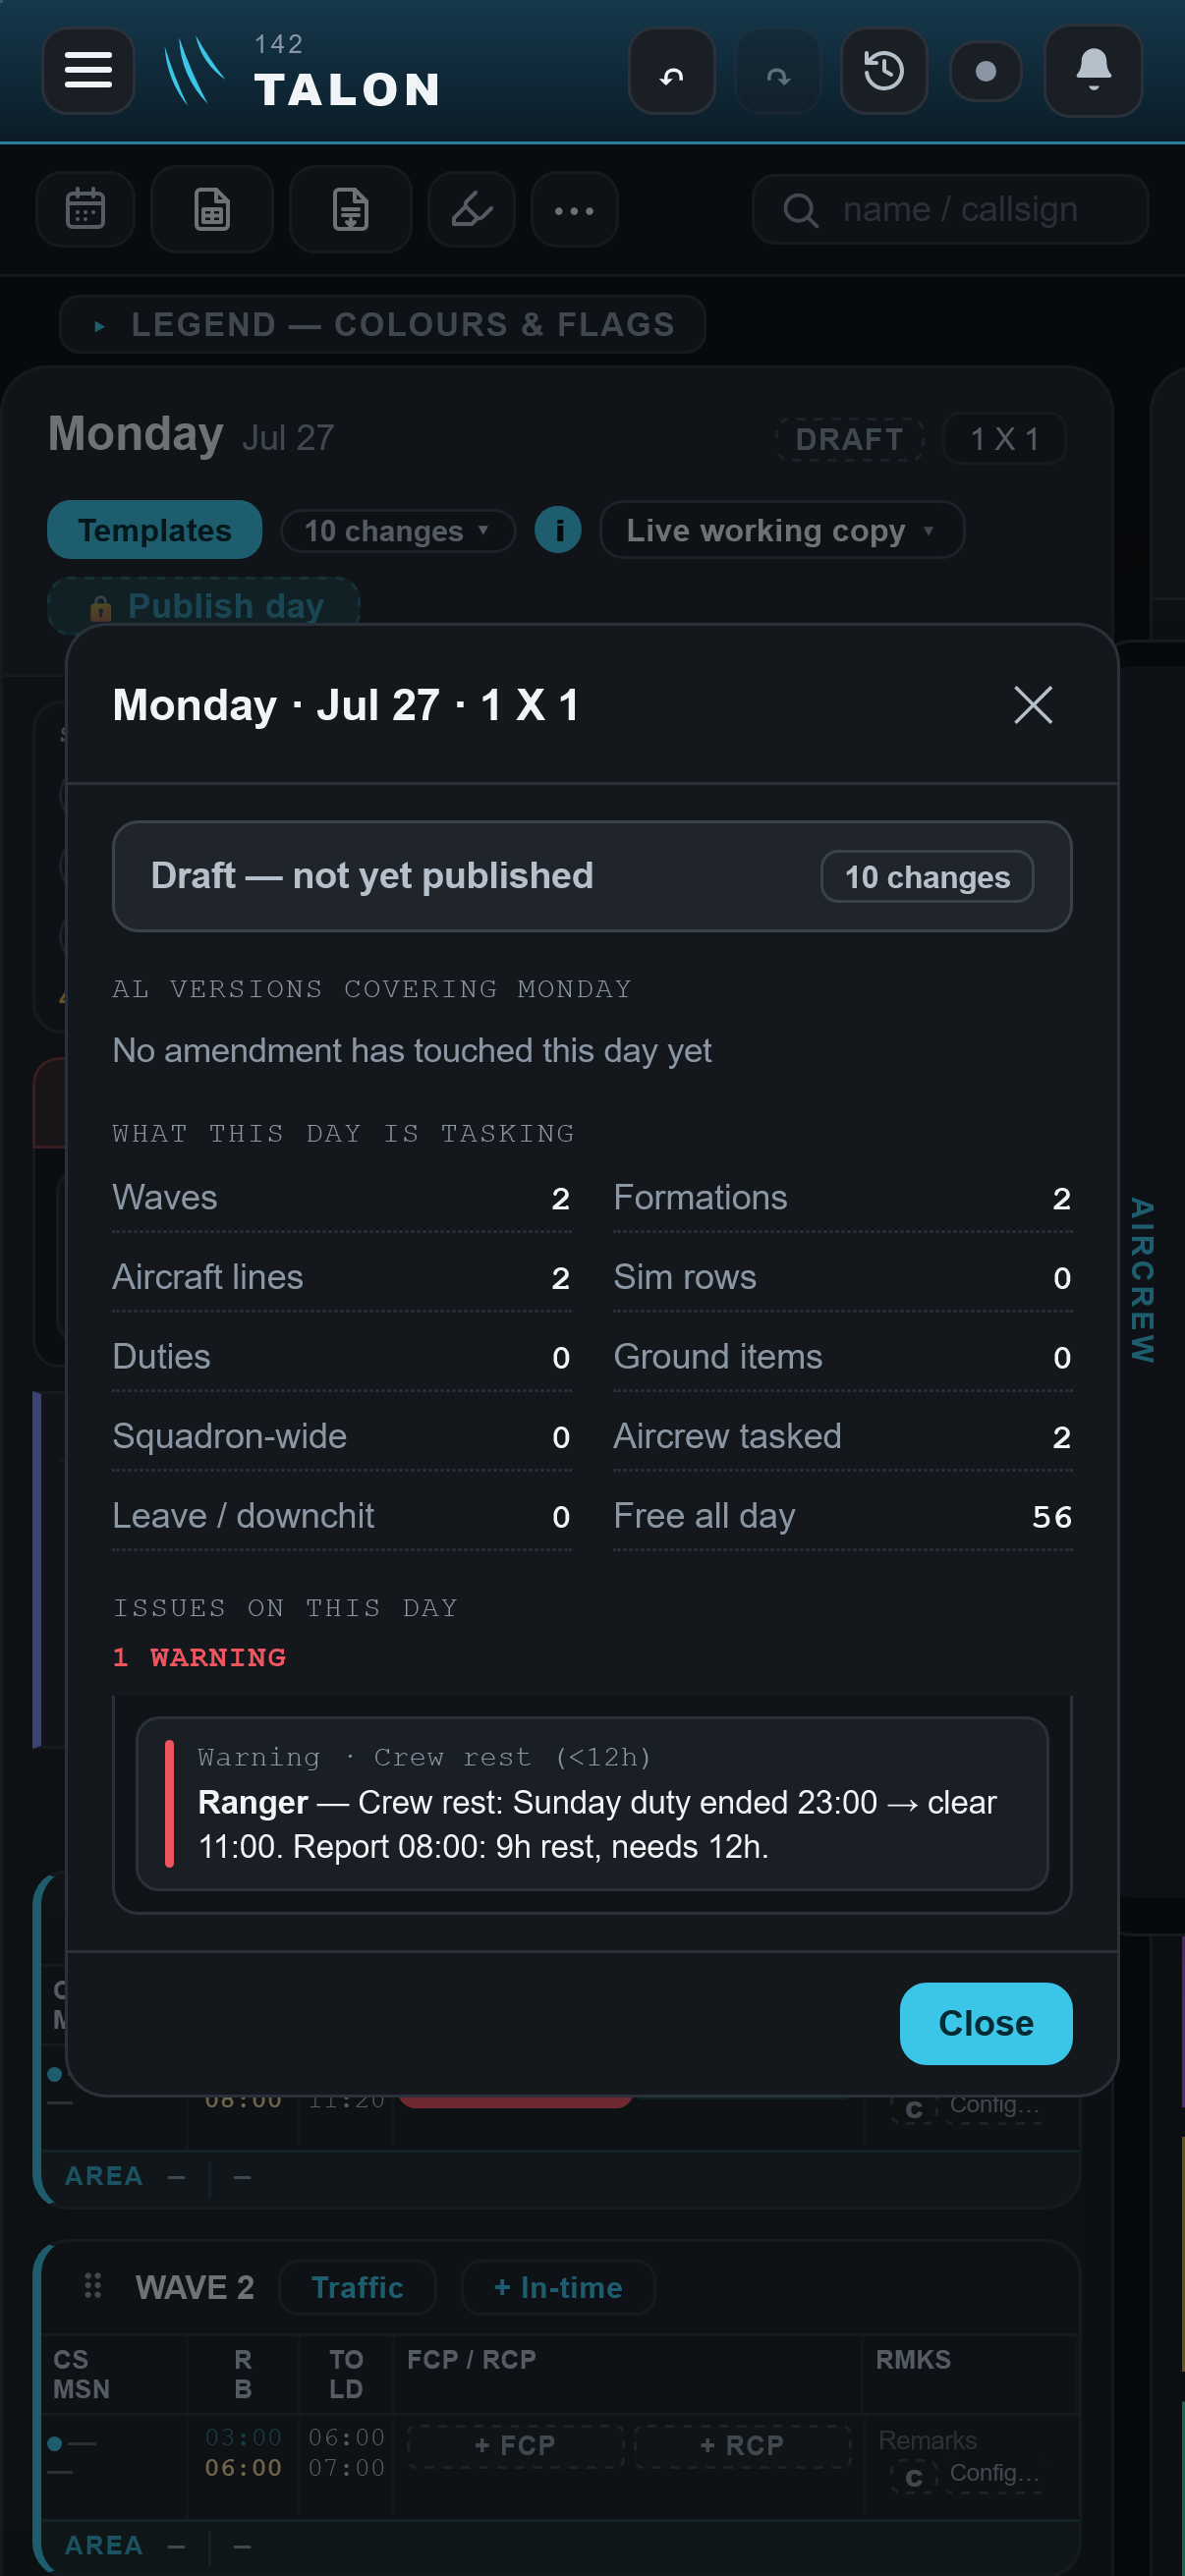 142
TALON
name / callsign
▸ LEGEND — COLOURS & FLAGS
Monday Jul 27 DRAFT 1 X 1
Templates 10 changes ▾ i Live working copy ▾
Publish day
Monday · Jul 27 · 1 X 1
Draft — not yet published 10 changes
AL VERSIONS COVERING MONDAY
No amendment has touched this day yet
WHAT THIS DAY IS TASKING
Waves 2 Formations 2
Aircraft lines 2 Sim rows 0
Duties 0 Ground items 0
Squadron-wide 0 Aircrew tasked 2
Leave / downchit 0 Free all day 56
AIRCREW
ISSUES ON THIS DAY
1 WARNING
Warning · Crew rest (<12h)
Ranger — Crew rest: Sunday duty ended 23:00 → clear
11:00. Report 08:00: 9h rest, needs 12h.
Close
08:00 11:20 C Config...
AREA — | —
WAVE 2 Traffic + In-time
CS R TO FCP / RCP RMKS
MSN B LD
— 03:00 06:00 + FCP + RCP Remarks
— 06:00 07:00 C Config...
AREA — | —